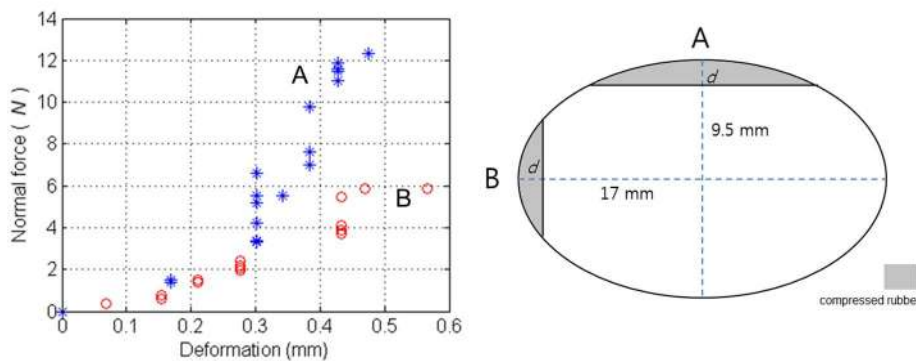 14
12
10
8
6
4
2
0
Normal force ( N )
A
B
0 0.1 0.2 0.3 0.4 0.5 0.6
Deformation (mm)
A
d
9.5 mm
B
d
17 mm
compressed rubbe